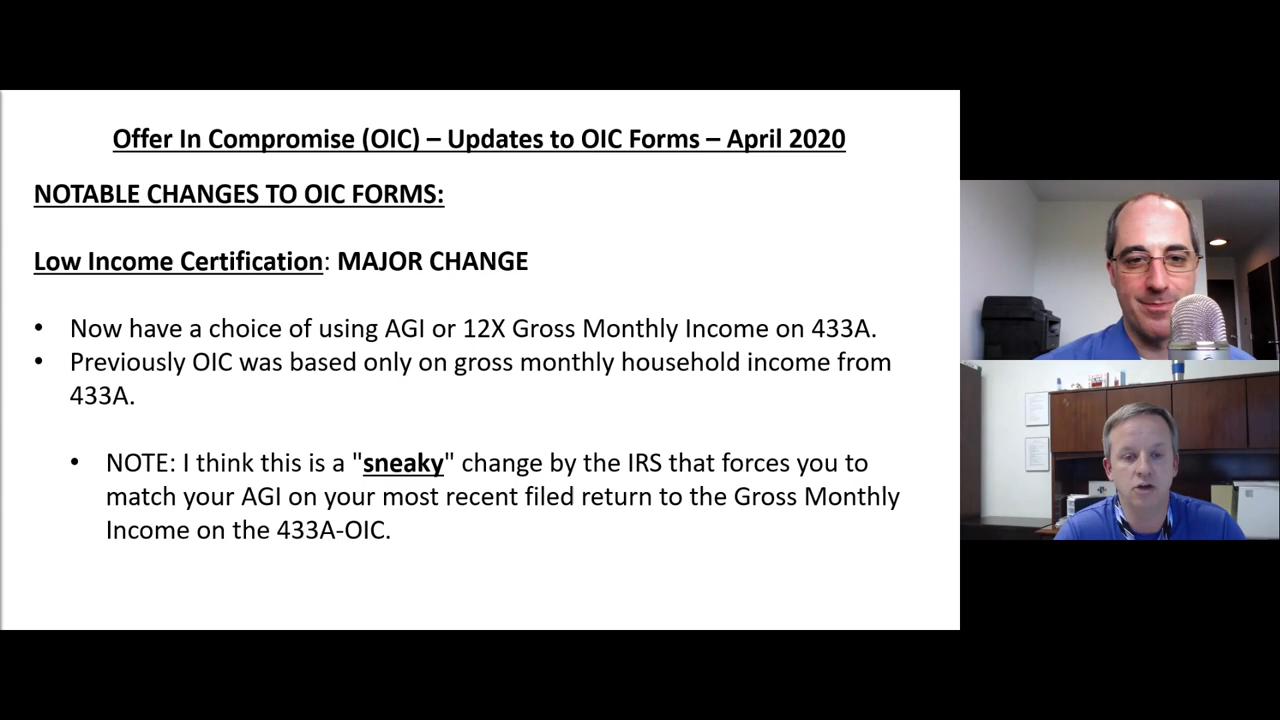 Offer In Compromise (OIC) – Updates to OIC Forms – April 2020
NOTABLE CHANGES TO OIC FORMS:
Low Income Certification: MAJOR CHANGE
• Now have a choice of using AGI or 12X Gross Monthly Income on 433A.
• Previously OIC was based only on gross monthly household income from
433A.
• NOTE: I think this is a "sneaky" change by the IRS that forces you to
match your AGI on your most recent filed return to the Gross Monthly
Income on the 433A-OIC.